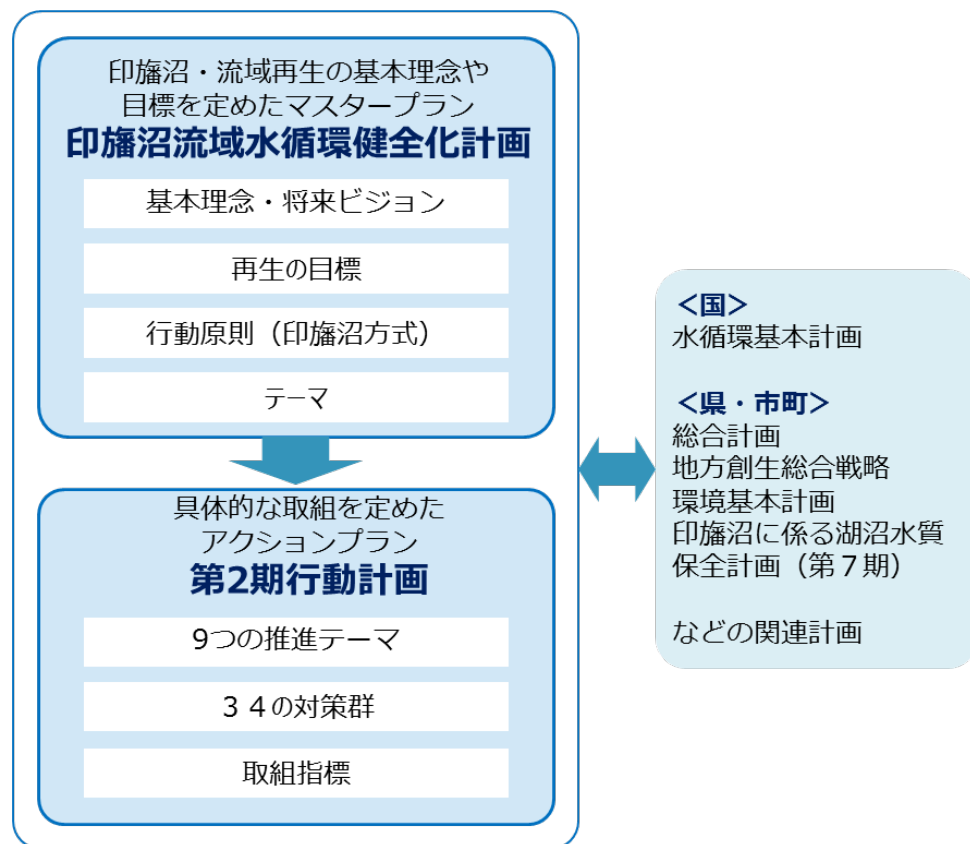 印旛沼・流域再生の基本理念や
目標を定めたマスタープラン
印旛沼流域水循環健全化計画
基本理念・将来ビジョン
再生の目標
行動原則（印旛沼方式）
テーマ
具体的な取組を定めた
アクションプラン
第2期行動計画
9つの推進テーマ
３４の対策群
取組指標
＜国＞
水循環基本計画
＜県・市町＞
総合計画
地方創生総合戦略
環境基本計画
印旛沼に係る湖沼水質
保全計画（第７期）
などの関連計画